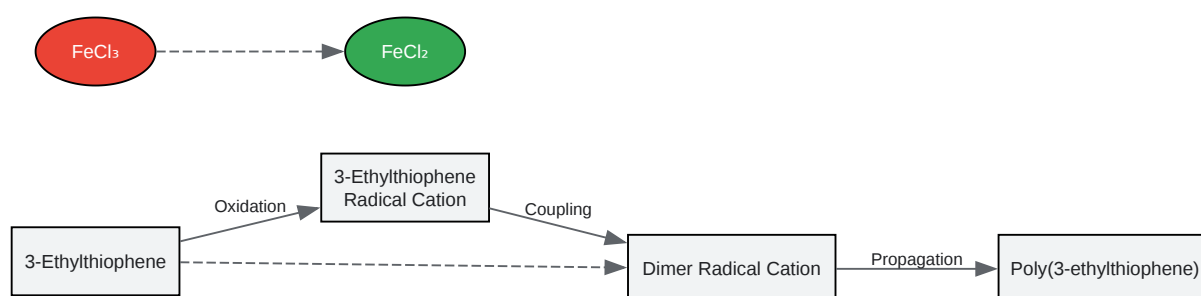 FeCl₃
FeCl₂
3-Ethylthiophene
Radical Cation
Oxidation
Coupling
3-Ethylthiophene
Dimer Radical Cation
Propagation
Poly(3-ethylthiophene)